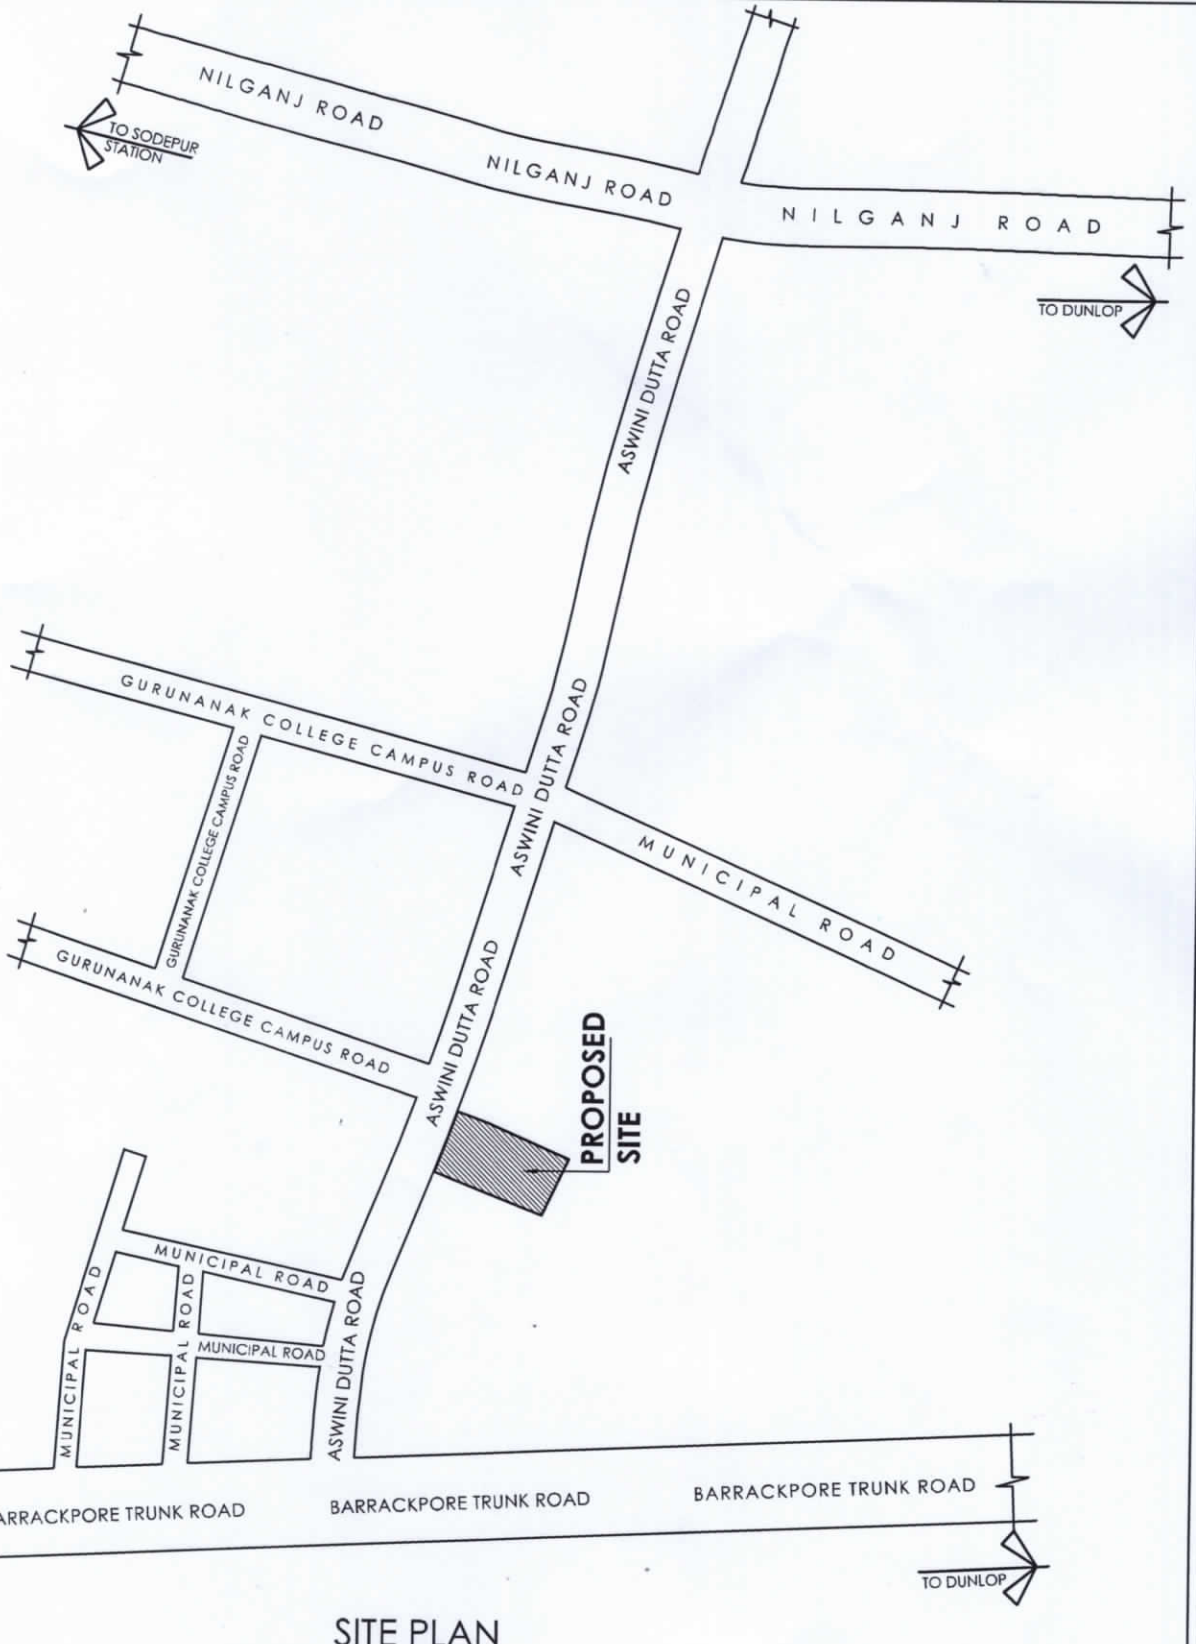 NILGANJ ROAD
TO SODEPUR
STATION
NILGANJ ROAD
NILGANJ ROAD
TO DUNLOP
ASWINI DUTTA ROAD
GURUNANAK COLLEGE CAMPUS ROAD
ASWINI DUTTA ROAD
GURUNANAK COLLEGE CAMPUS ROAD
MUNICIPAL ROAD
GURUNANAK COLLEGE CAMPUS ROAD
ASWINI DUTTA ROAD
PROPOSED
SITE
MUNICIPAL ROAD
MUNICIPAL ROAD
MUNICIPAL ROAD
MUNICIPAL ROAD
ASWINI DUTTA ROAD
ARRACKPORE TRUNK ROAD
BARRACKPORE TRUNK ROAD
BARRACKPORE TRUNK ROAD
TO DUNLOP
SITE PLAN